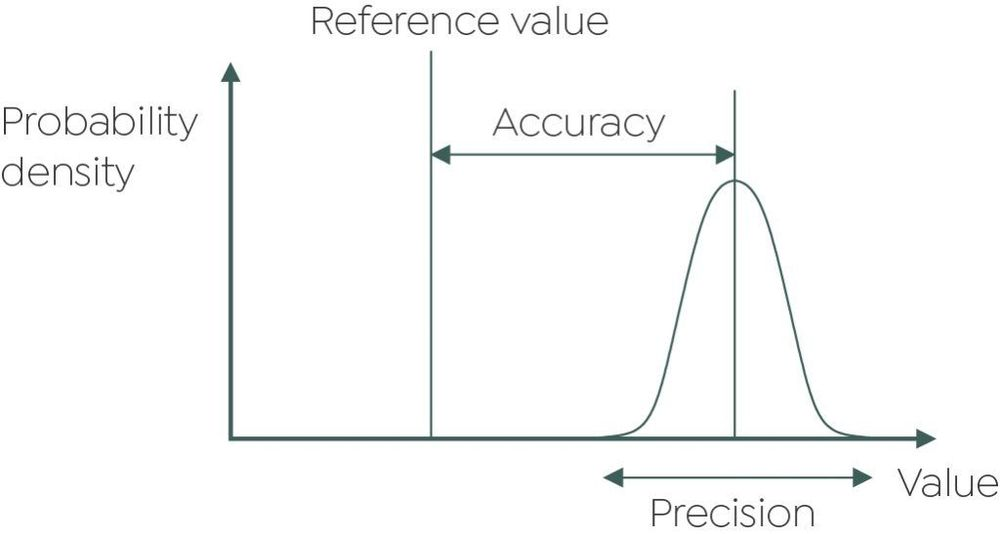 Reference value
Probability
density
Accuracy
Value
Precision